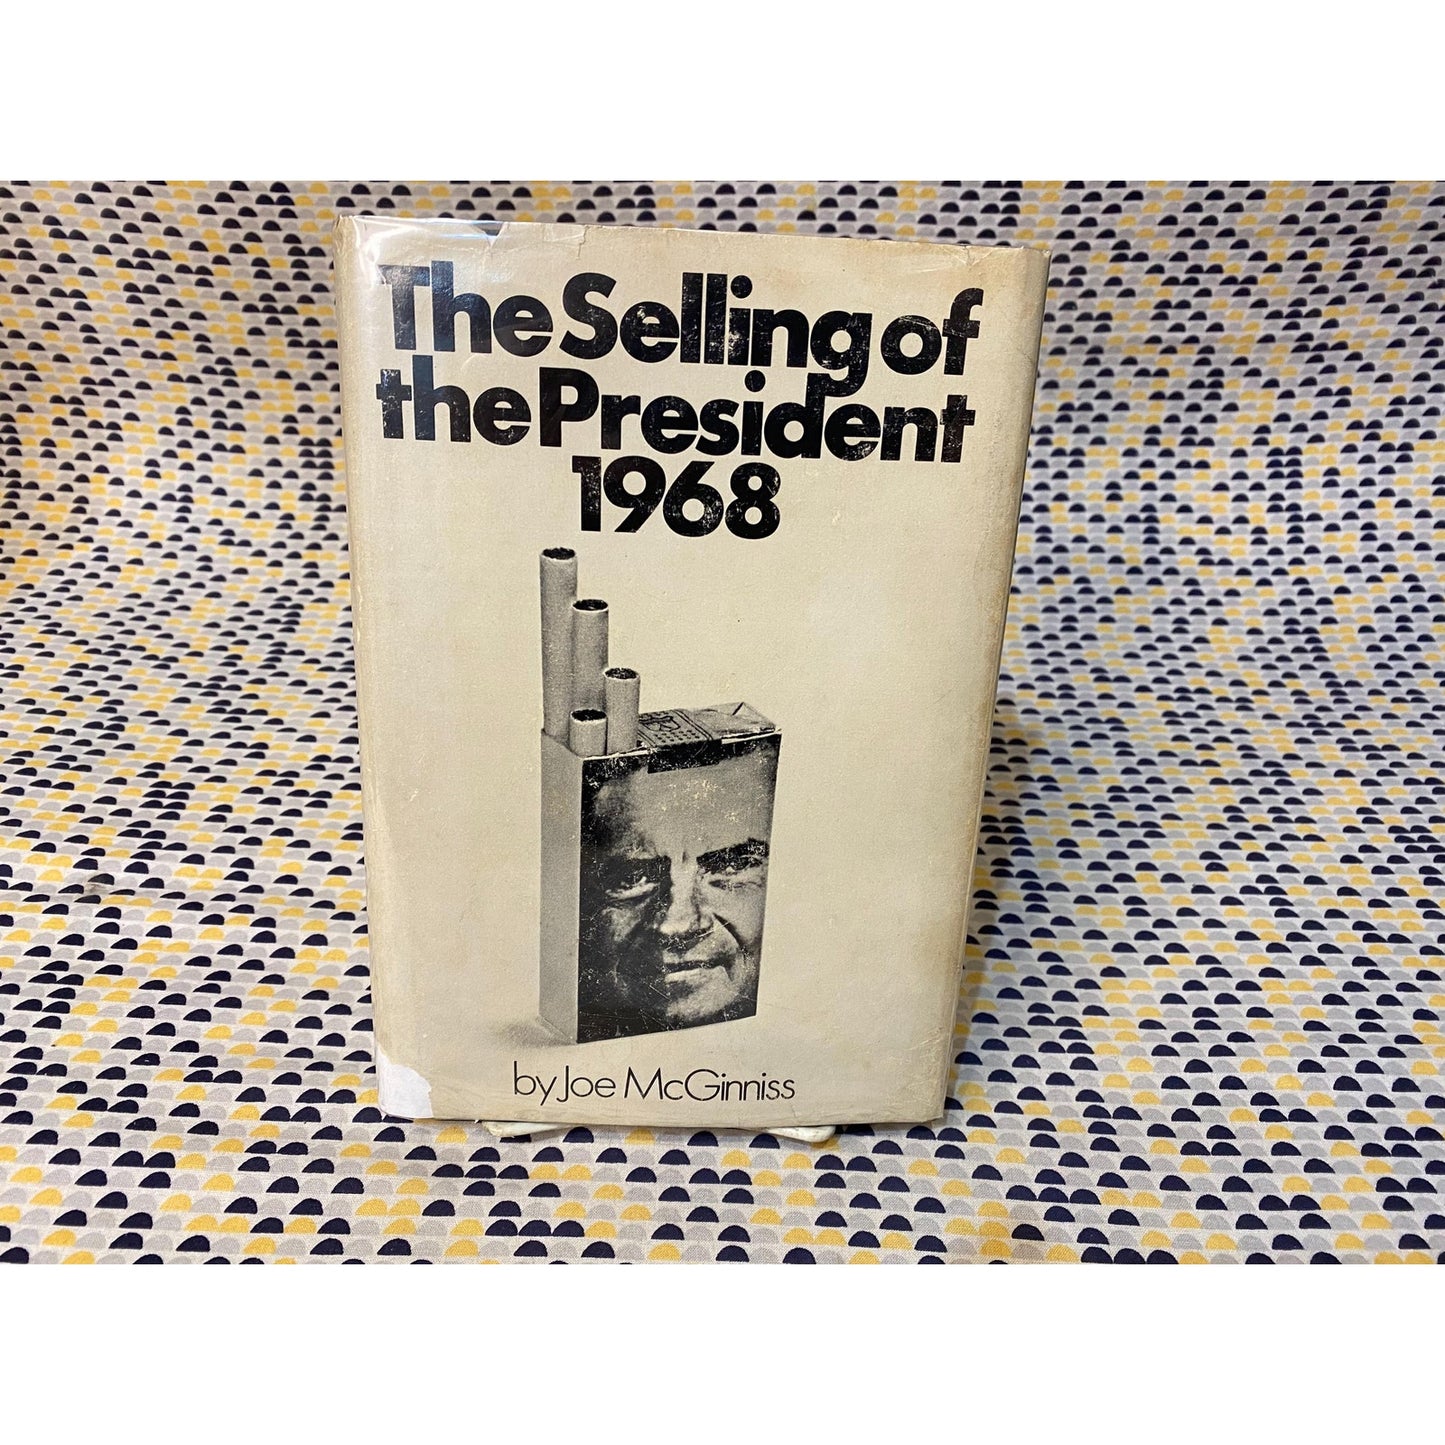 The Selling of
the President
1968
by Joe McGinniss